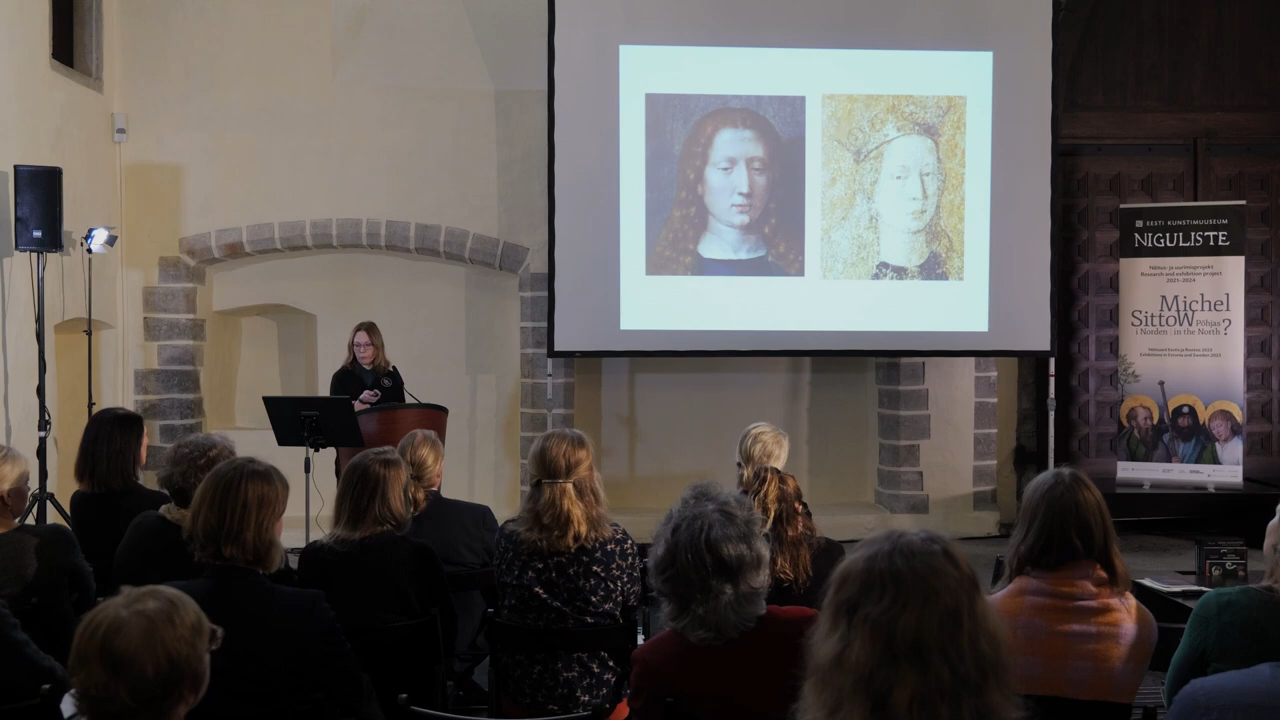 EESTI KUNSTIMUUSEUM
NIGULISTE
Näitus- ja uurimisprojekt
Research and exhibition project
2021–2024
Michel
SittoW Põhjas
i Norden : in the North ?
Näitused Eestis ja Rootsis 2023
Exhibitions in Estonia and Sweden 2023